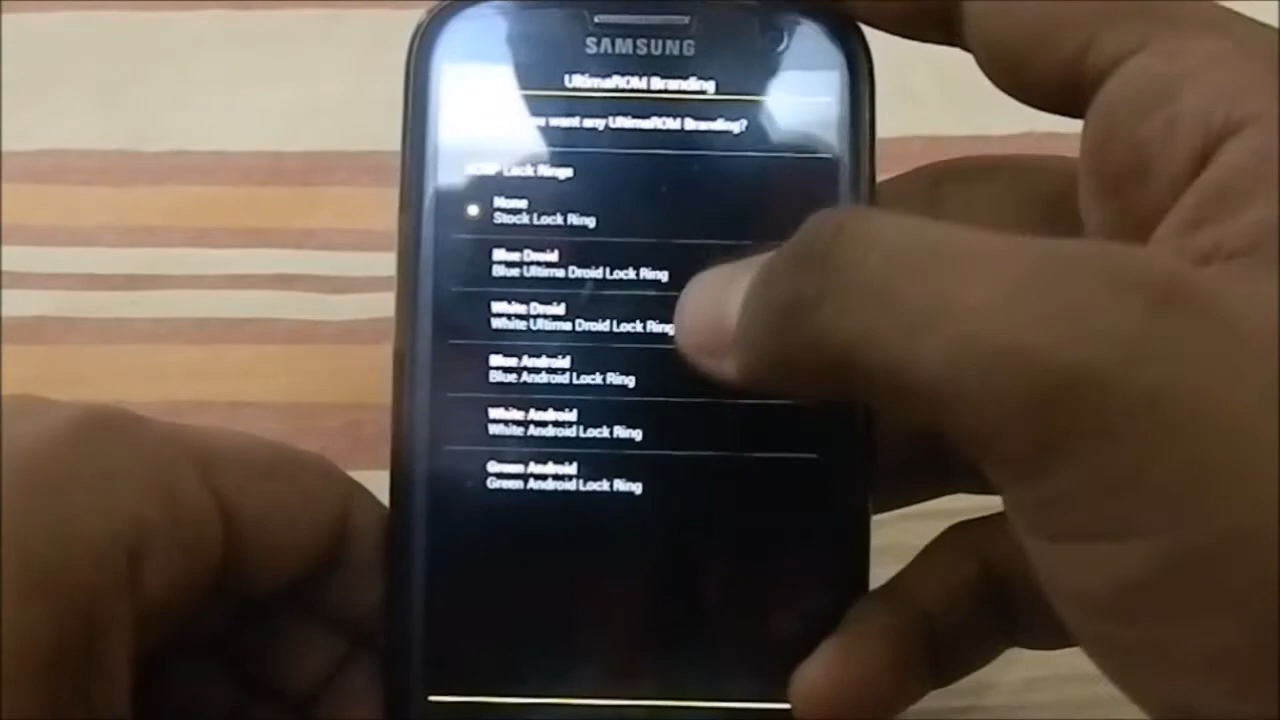 SAMSUNG
UltimaROM Branding
want any UltimaROM Branding?
Lock Rings
None
Stock Lock Ring
Blue Droid
Blue Ultima Droid Lock Ring
White Droid
White Ultima Droid Lock Ring
Blue Android
Blue Android Lock Ring
White Android
White Android Lock Ring
Green Android
Green Android Lock Ring